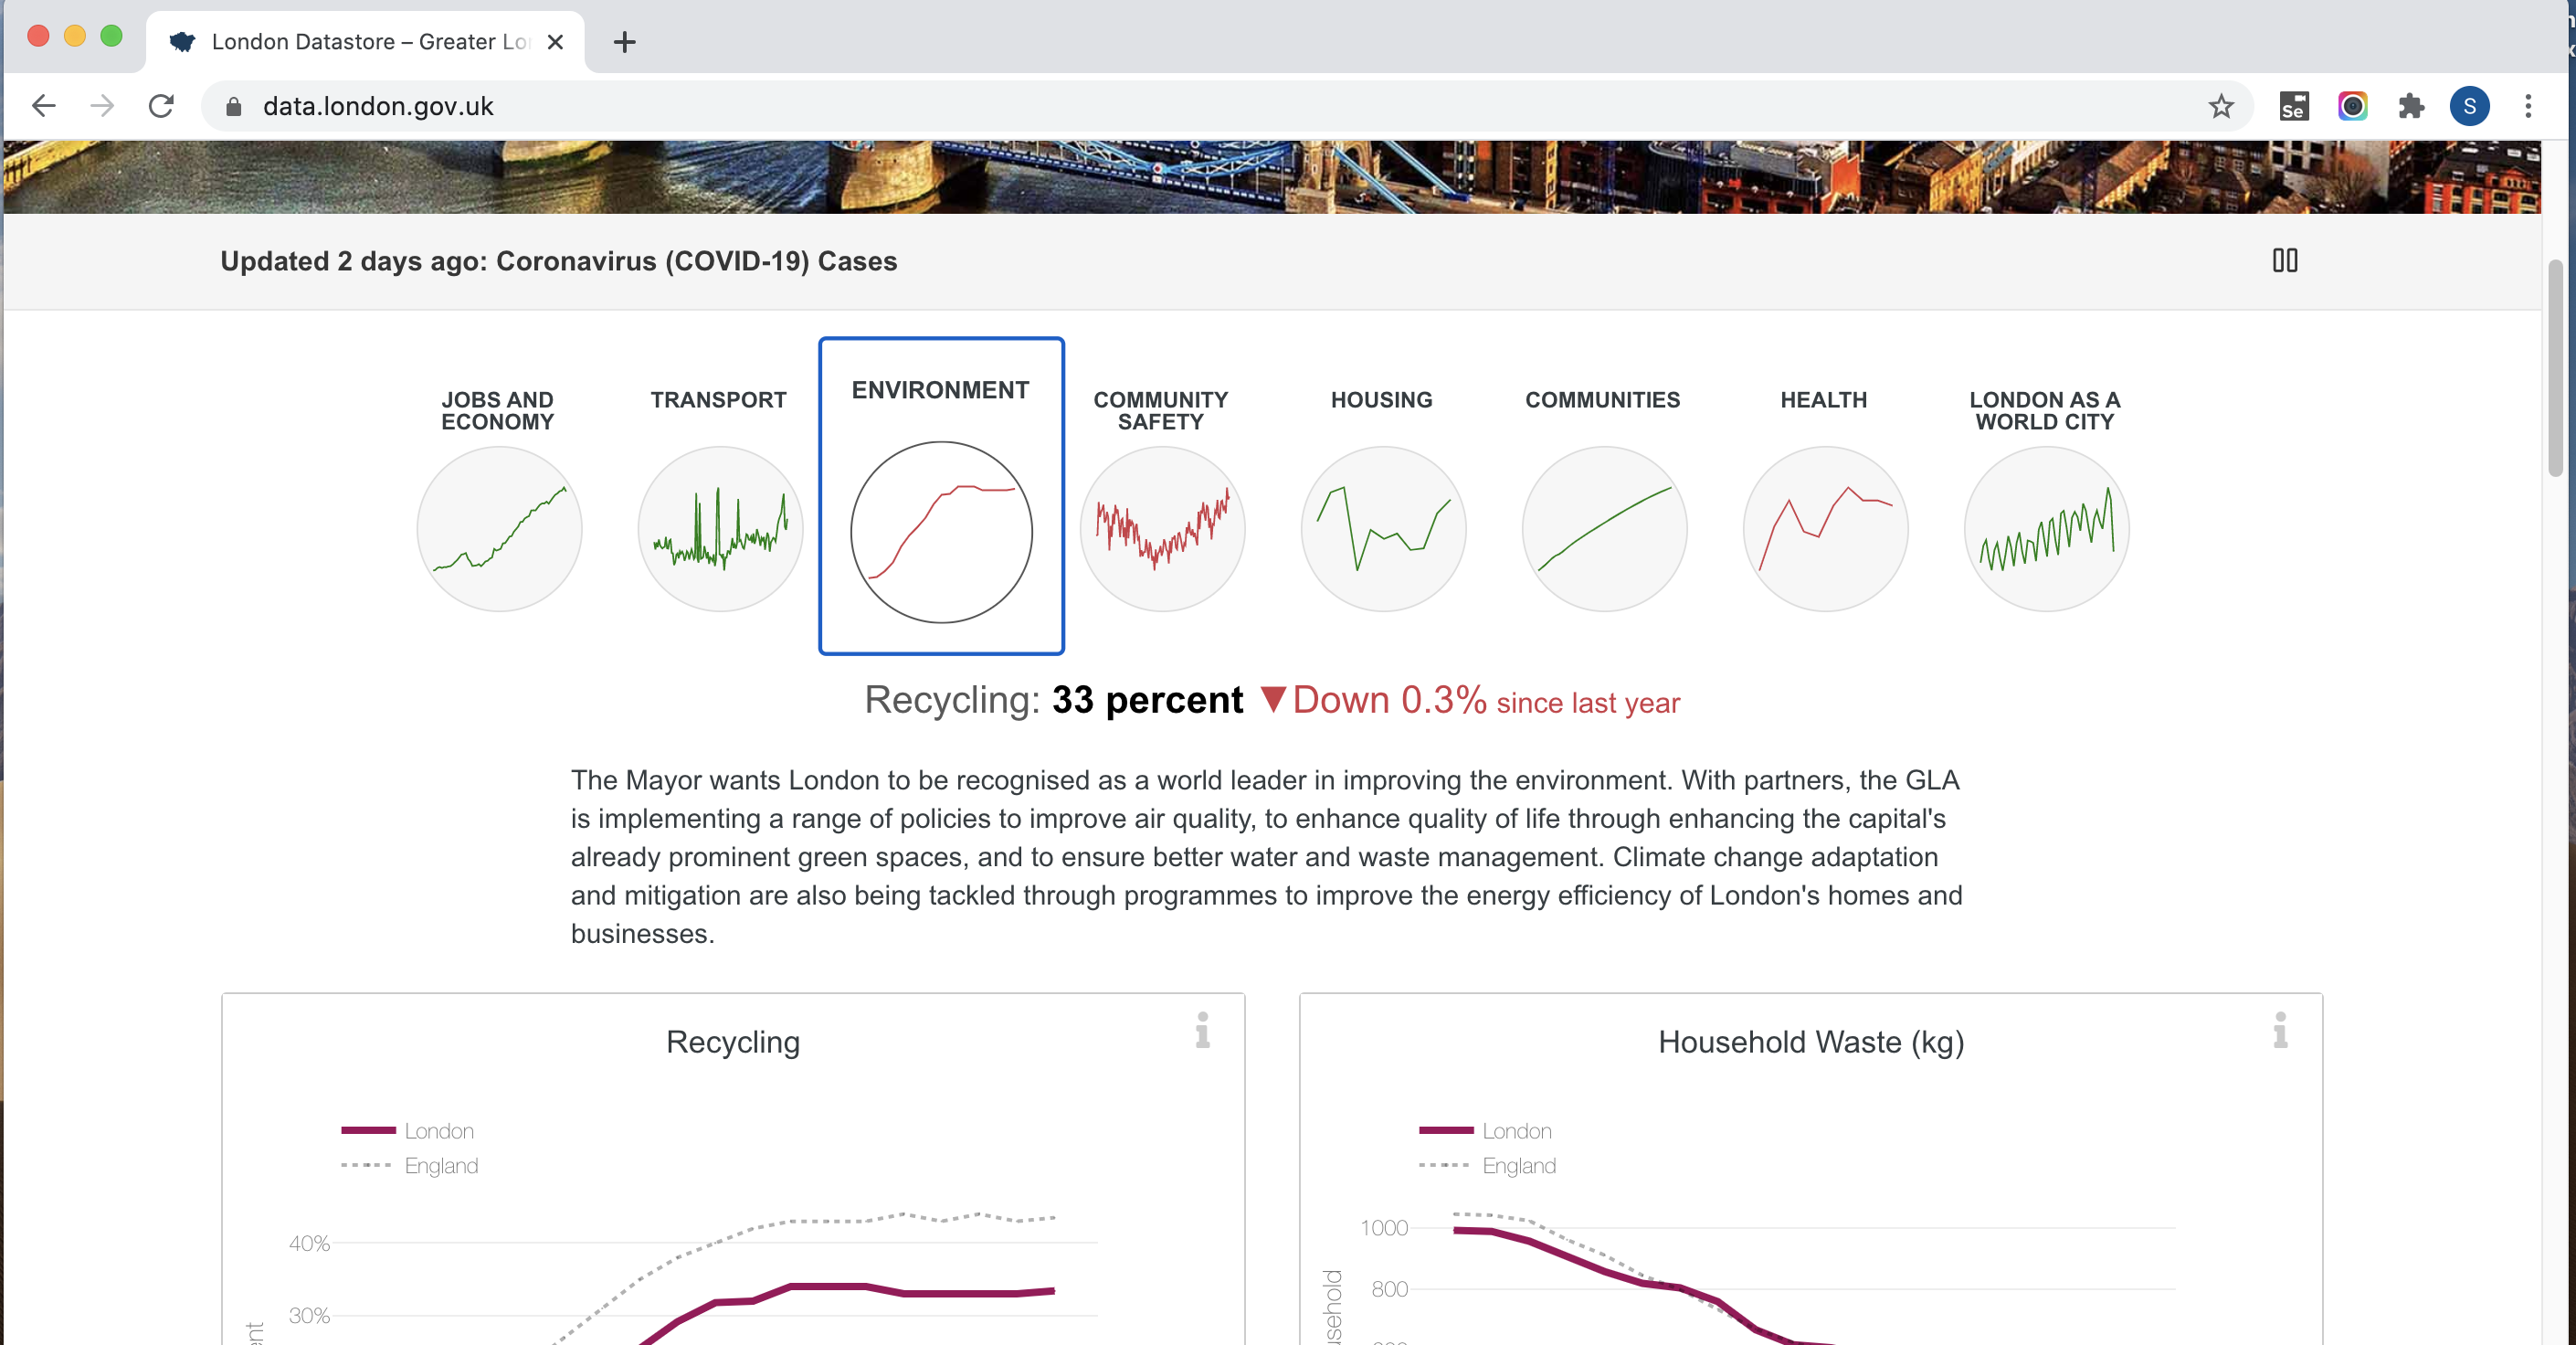 London Datastore – Greater Lo
data.london.gov.uk
Se
S
Updated 2 days ago: Coronavirus (COVID-19) Cases
JOBS AND
ECONOMY
TRANSPORT
ENVIRONMENT
COMMUNITY
SAFETY
HOUSING
COMMUNITIES
HEALTH
LONDON AS A
WORLD CITY
Recycling: 33 percent ▼Down 0.3% since last year
The Mayor wants London to be recognised as a world leader in improving the environment. With partners, the GLA
is implementing a range of policies to improve air quality, to enhance quality of life through enhancing the capital's
already prominent green spaces, and to ensure better water and waste management. Climate change adaptation
and mitigation are also being tackled through programmes to improve the energy efficiency of London's homes and
businesses.
Recycling
London
England
40%
30%
Household Waste (kg)
London
England
1000
800